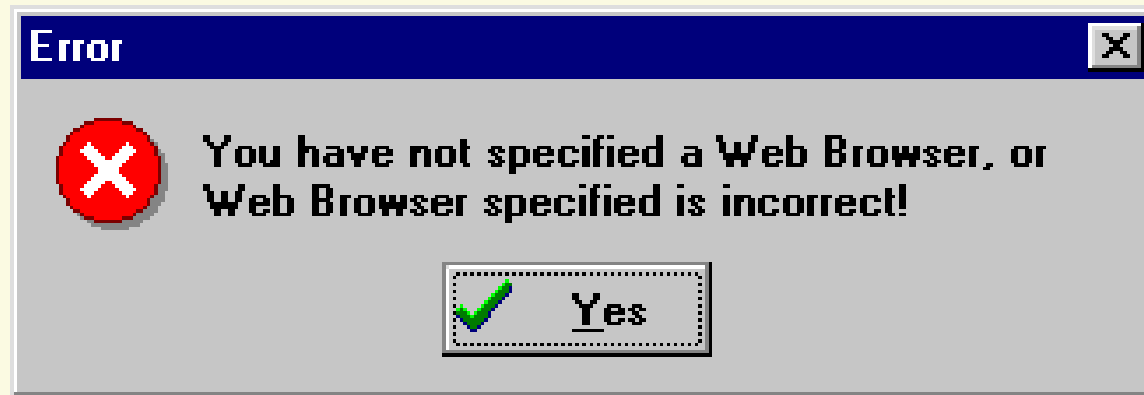 Error
You have not specified a Web Browser, or
Web Browser specified is incorrect!
Yes